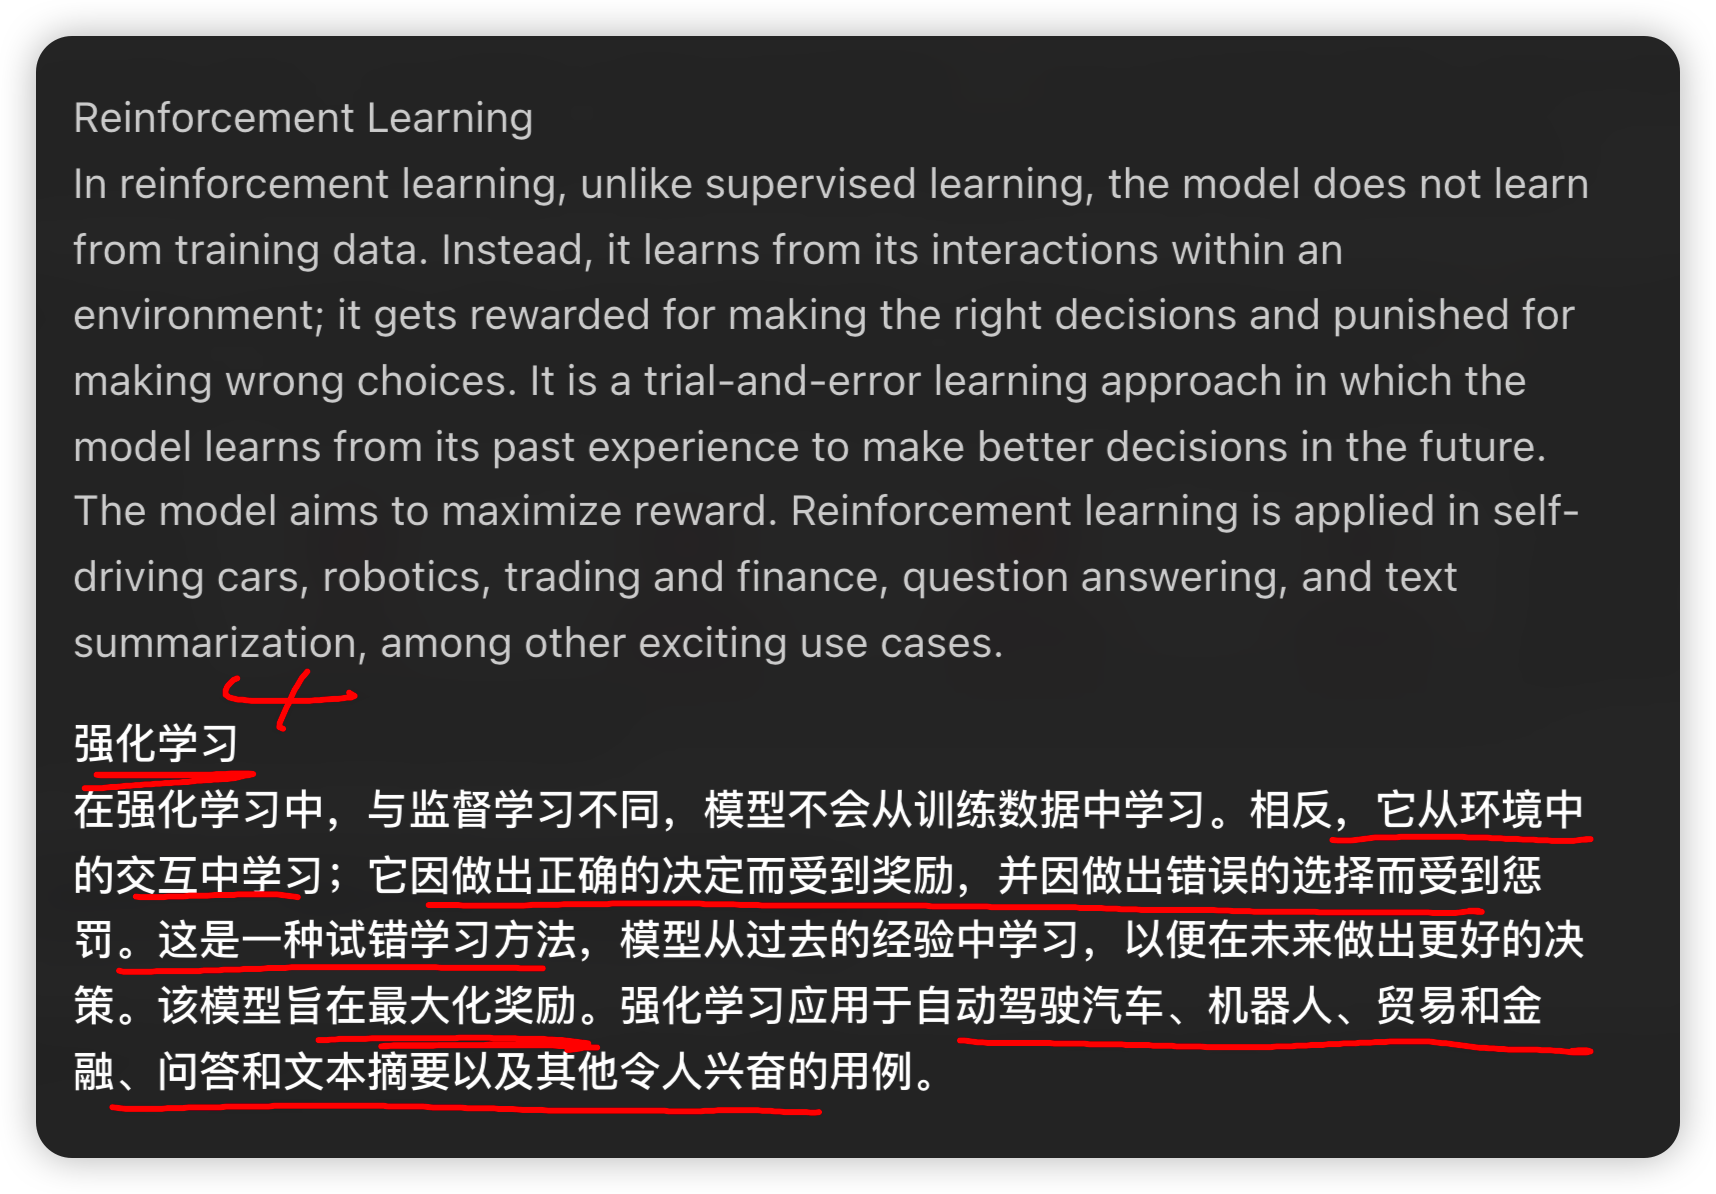 Reinforcement Learning
In reinforcement learning, unlike supervised learning, the model does not learn
from training data. Instead, it learns from its interactions within an
environment; it gets rewarded for making the right decisions and punished for
making wrong choices. It is a trial-and-error learning approach in which the
model learns from its past experience to make better decisions in the future.
The model aims to maximize reward. Reinforcement learning is applied in self-
driving cars, robotics, trading and finance, question answering, and text
summarization, among other exciting use cases.
强化学习
在强化学习中，与监督学习不同，模型不会从训练数据中学习。相反，它从环境中
的交互中学习；它因做出正确的决定而受到奖励，并因做出错误的选择而受到惩
罚。这是一种试错学习方法，模型从过去的经验中学习，以便在未来做出更好的决
策。该模型旨在最大化奖励。强化学习应用于自动驾驶汽车、机器人、贸易和金
融、问答和文本摘要以及其他令人兴奋的用例。